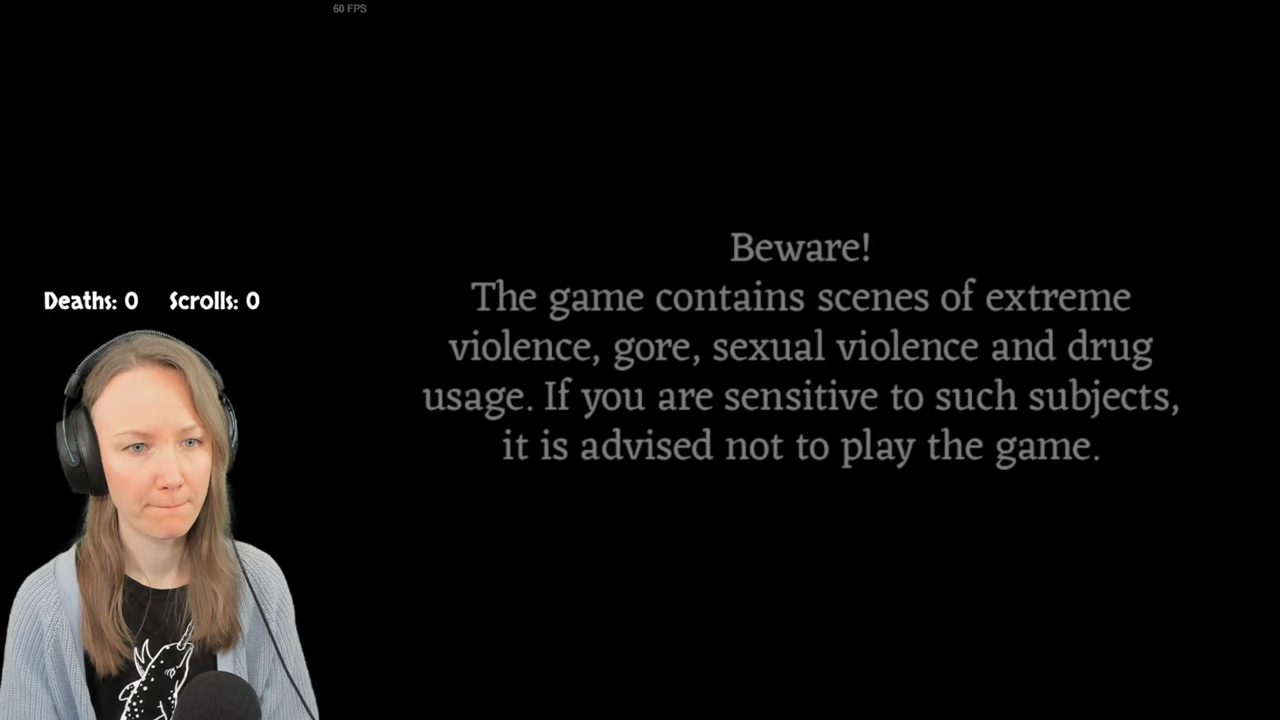 60 FPS
Beware!
The game contains scenes of extreme
violence, gore, sexual violence and drug
usage. If you are sensitive to such subjects,
it is advised not to play the game.
Deaths: 0 Scrolls: 0